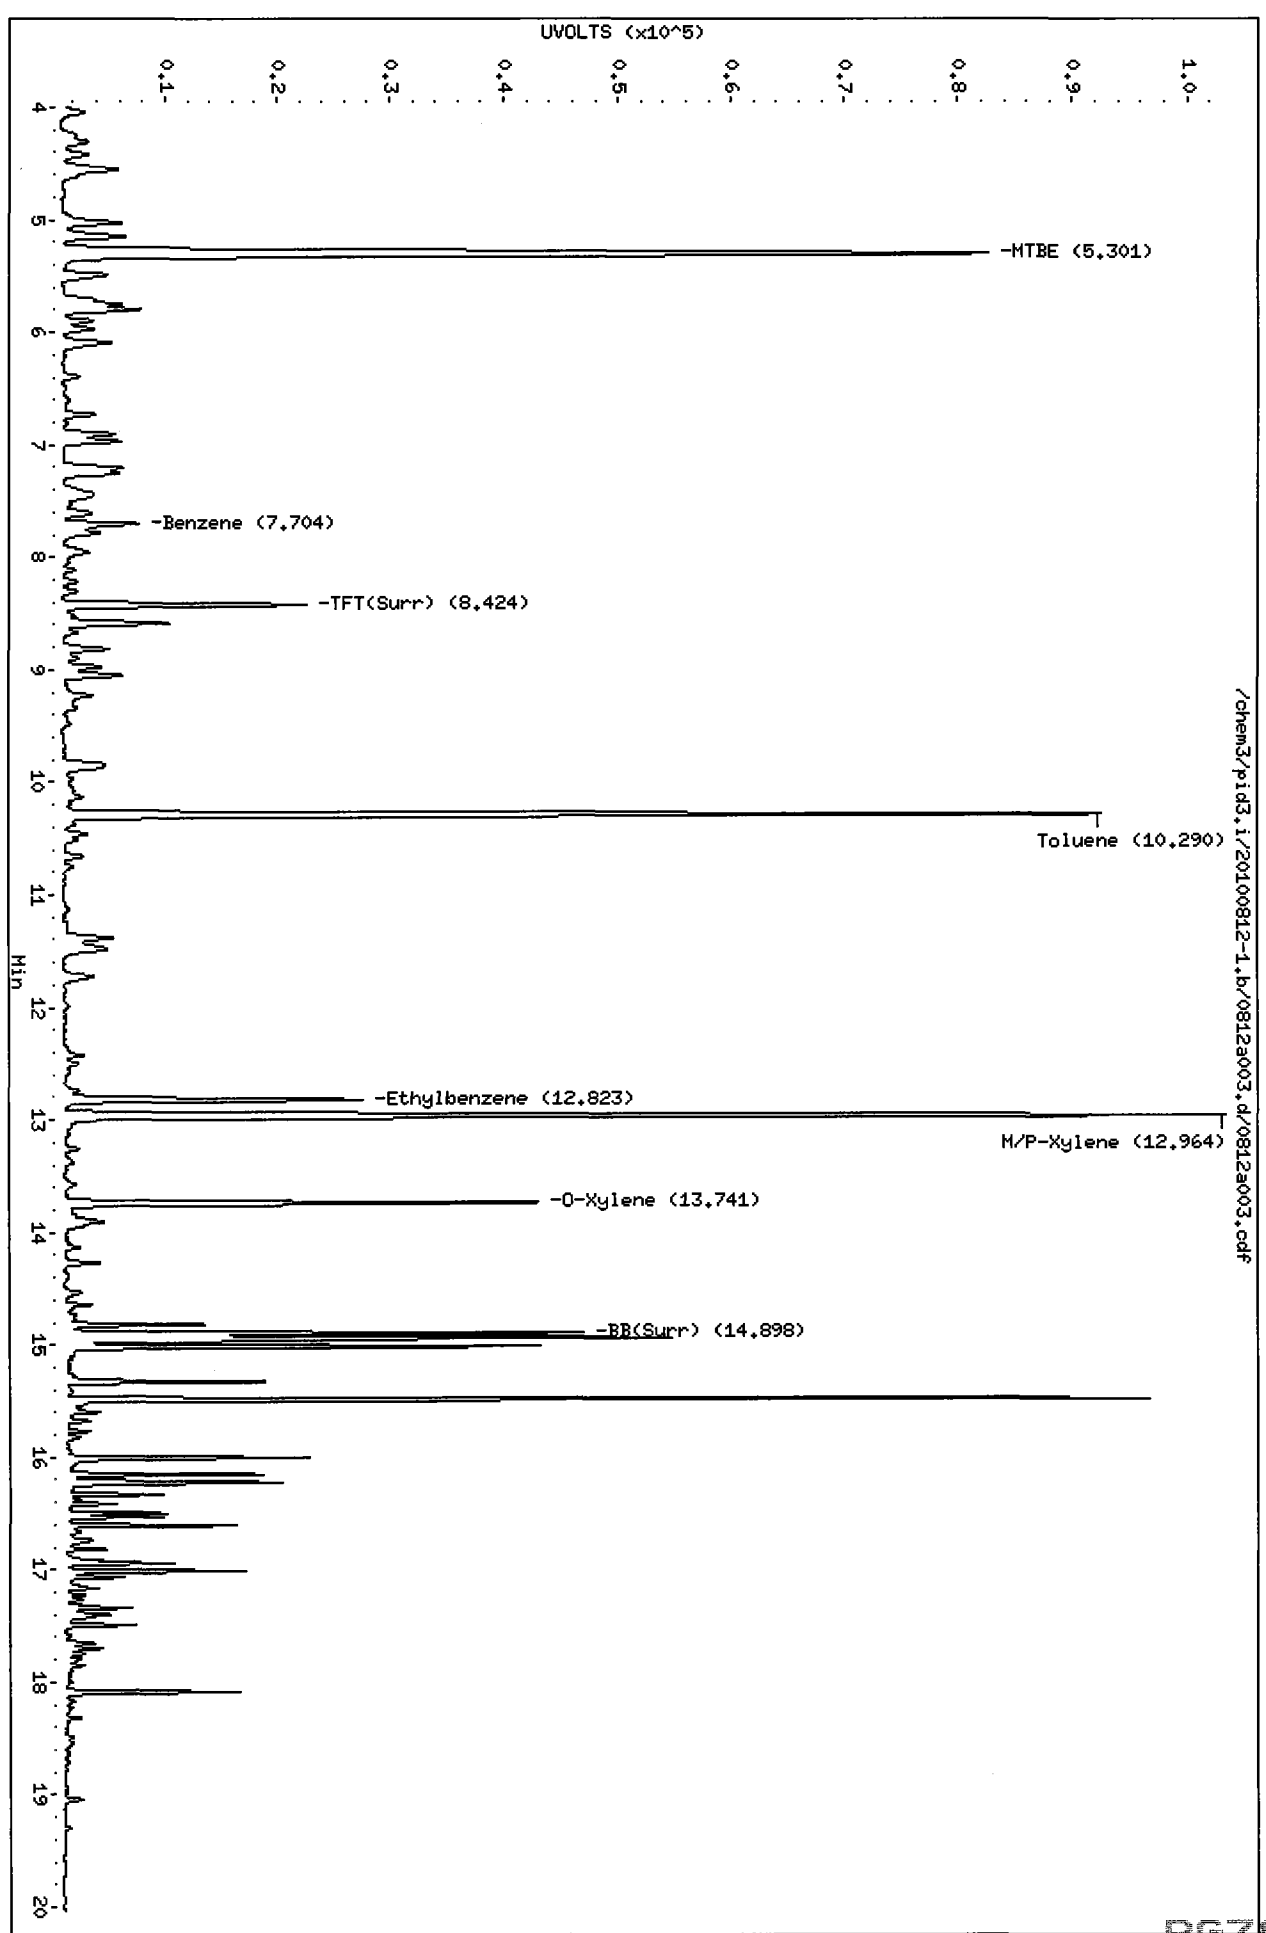 /chem3/pid3.i/20100812-1.b/0812a003.d/0812a003.cdf
UVOLTS (x10^5)
1.0
0.9
0.8
0.7
0.6
0.5
0.4
0.3
0.2
0.1
-MTBE (5.301)
-Benzene (7.704)
-TFT(Surr) (8.424)
Toluene (10.290)
-Ethylbenzene (12.823)
M/P-Xylene (12.964)
-O-Xylene (13.741)
-BB(Surr) (14.898)
4 5 6 7 8 9 10 11 12 13 14 15 16 17 18 19 20
Min